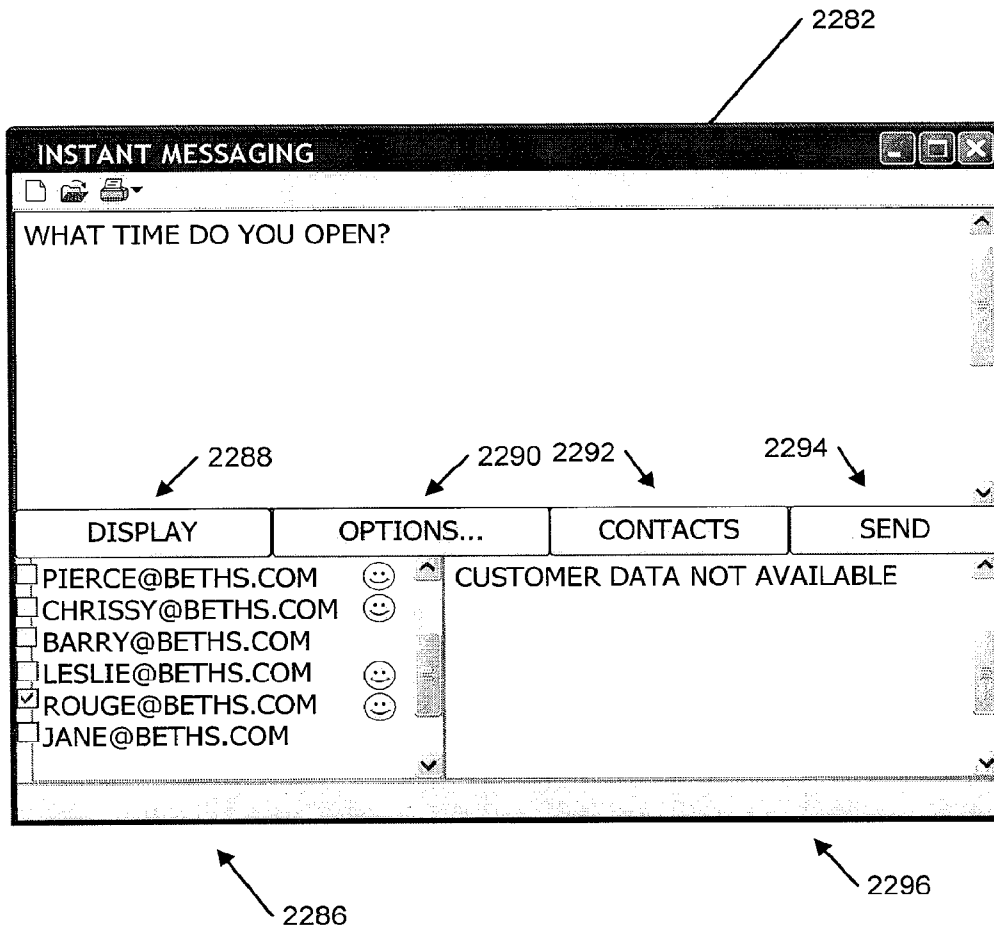 2282
INSTANT MESSAGING
WHAT TIME DO YOU OPEN?
2288
2290
2292
2294
DISPLAY
OPTIONS...
CONTACTS
SEND
PIERCE@BETHS.COM
CHRISSY@BETHS.COM
BARRY@BETHS.COM
LESLIE@BETHS.COM
ROUGE@BETHS.COM
JANE@BETHS.COM
CUSTOMER DATA NOT AVAILABLE
2286
2296